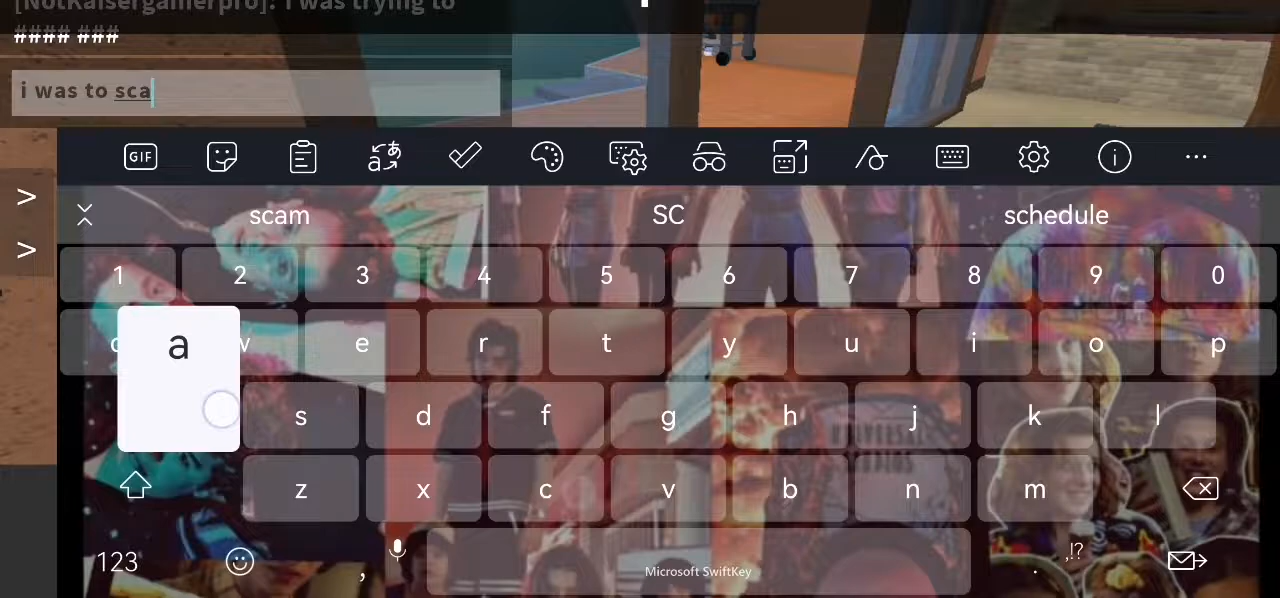 [NotKaisergamerpro]: i was trying to
#### ###
i was to sca
>
>
GIF
scam SC schedule
1 2 3 4 5 6 7 8 9 0
e r t y u i o p
a s d f g h j k l
z x c v b n m
123 , Microsoft SwiftKey . ,!?